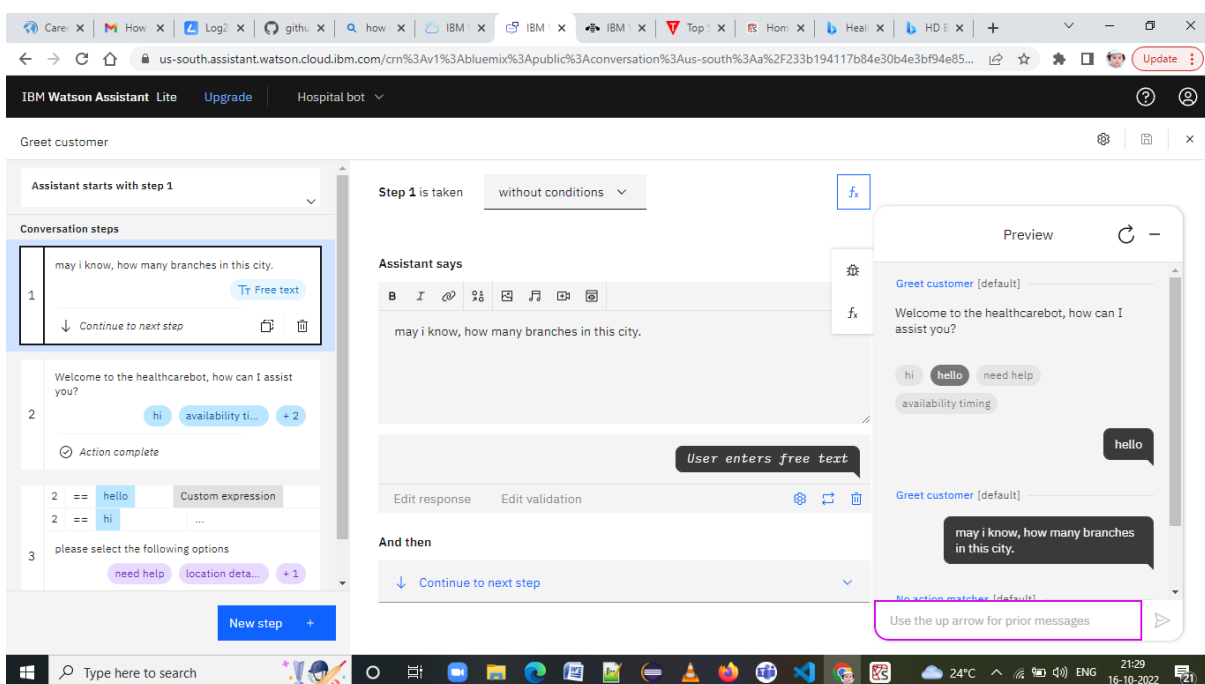 Caree
How
Log2
githu
how
IBM
IBM
IBM
Top
Hom
Heal
HD B
us-south.assistant.watson.cloud.ibm.com/crn%3Av1%3Abluemix%3Apublic%3Aconversation%3Aus-south%3Aa%2F233b194117b84e30b4e3bf94e85...
Update
IBM Watson Assistant Lite
Upgrade
Hospital bot
Greet customer
Assistant starts with step 1
Conversation steps
1
may i know, how many branches in this city.
Free text
Continue to next step
2
Welcome to the healthcarebot, how can I assist
you?
hi
availability ti...
+ 2
Action complete
2 == hello Custom expression
2 == hi ...
3
please select the following options
need help
location deta...
+ 1
New step +
Step 1 is taken
without conditions
fx
Assistant says
B I
may i know, how many branches in this city.
fx
User enters free text
Edit response
Edit validation
And then
Continue to next step
Preview
Greet customer [default]
Welcome to the healthcarebot, how can I
assist you?
hi
hello
need help
availability timing
hello
Greet customer [default]
may i know, how many branches
in this city.
No action matches [default]
Use the up arrow for prior messages
Type here to search
24°C
ENG
21:29
16-10-2022
21